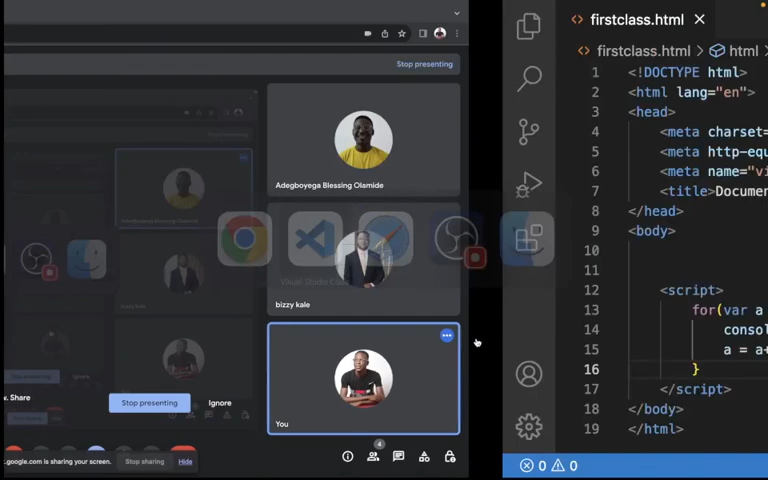 Stop presenting
Adegboyega Blessing Olamide
bizzy kale
You
w. Share
Stop presenting
Ignore
4
.google.com is sharing your screen.
Stop sharing
Hide
firstclass.html
firstclass.html > html
1 <!DOCTYPE html>
2 <html lang="en">
3 <head>
4 <meta charset=
5 <meta http-equ
6 <meta name="vi
7 <title>Docume
8 </head>
9 <body>
10
11
12 <script>
13 for(var a
14 consol
15 a = a+
16 }
17 </script>
18 </body>
19 </html>
0 0